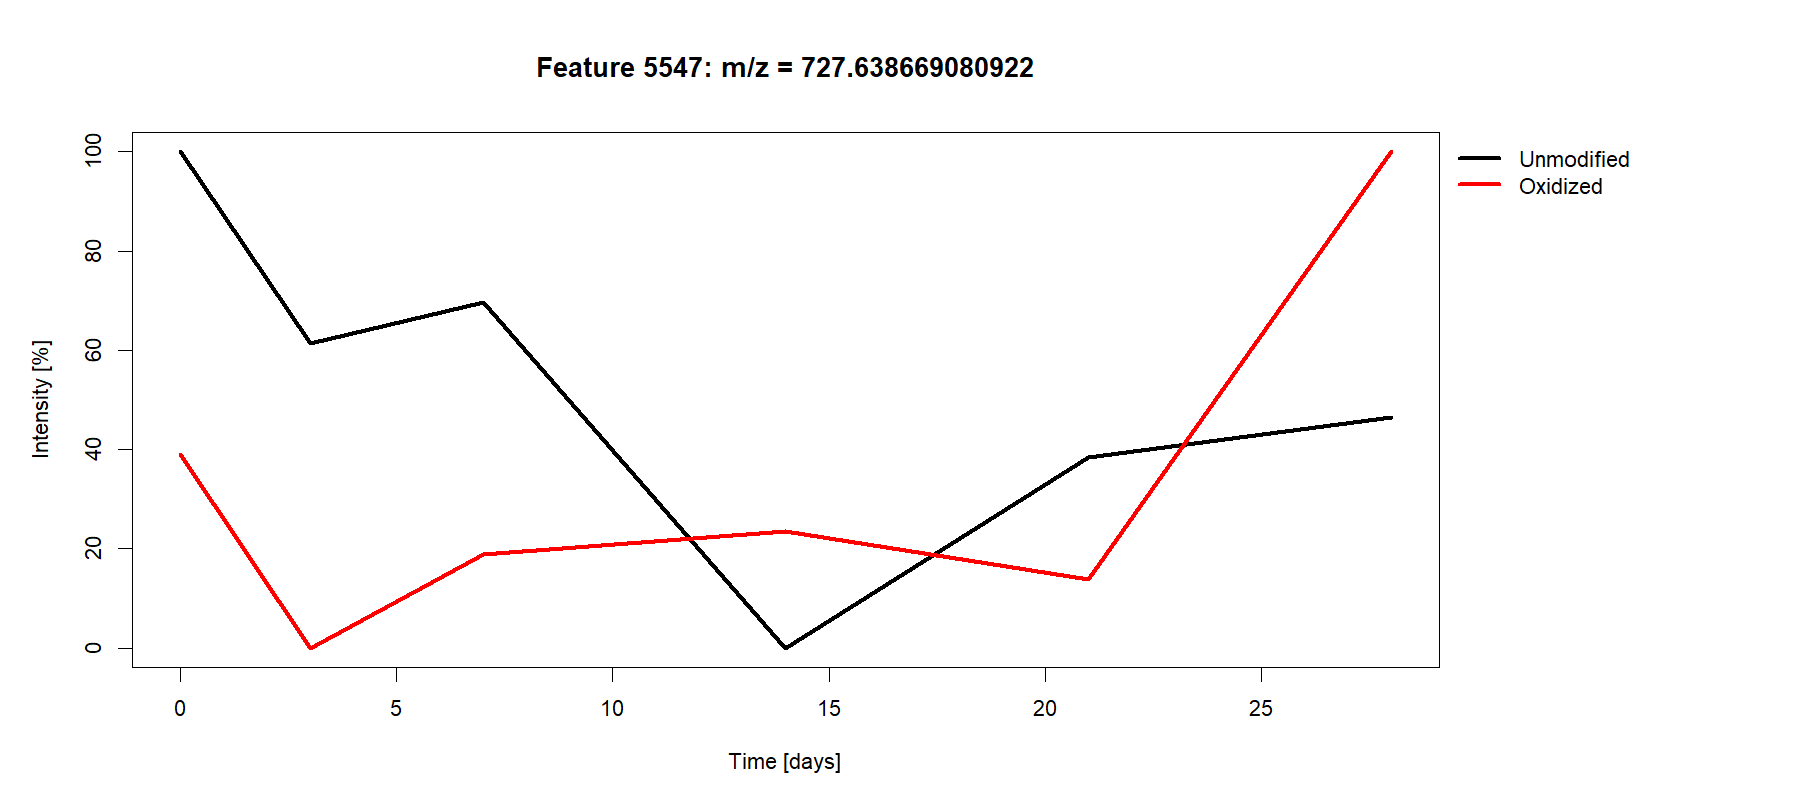 Feature 5547: m/z = 727.638669080922
Unmodified
Oxidized
Intensity [%]
100
80
60
40
20
0
0 5 10 15 20 25
Time [days]